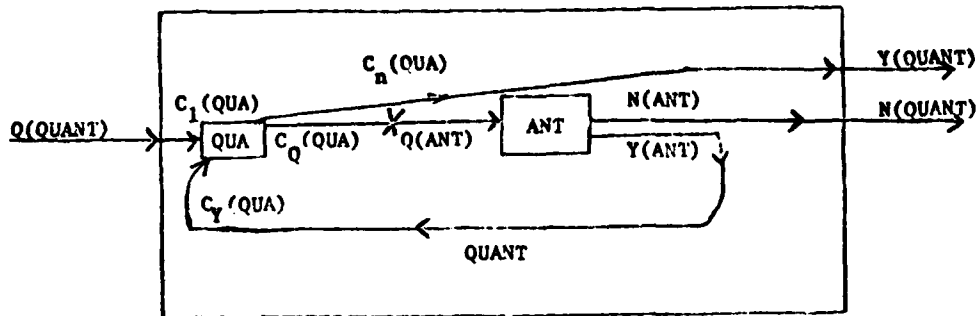 C_n(QUA)
Y(QUANT)
C_1(QUA)
N(ANT)
N(QUANT)
Q(QUANT)
QUA
C_Q(QUA)
Q(ANT)
ANT
Y(ANT)
C_Y(QUA)
QUANT